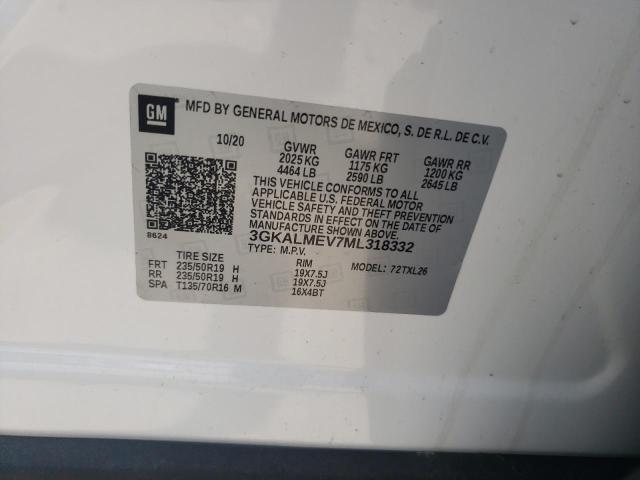 GM
MFD BY GENERAL MOTORS DE MEXICO, S. DE R.L. DE C.V.
10/20 GVWR GAWR FRT GAWR RR
2025 KG 1175 KG 1200 KG
4464 LB 2590 LB 2645 LB
THIS VEHICLE CONFORMS TO ALL
APPLICABLE U.S. FEDERAL MOTOR
VEHICLE SAFETY AND THEFT PREVENTION
STANDARDS IN EFFECT ON THE DATE OF
MANUFACTURE SHOWN ABOVE.
3GKALMEV7ML318332
8624
TYPE: M.P.V. MODEL: 72TXL26
TIRE SIZE RIM
FRT 235/50R19 H 19X7.5J
RR 235/50R19 H 19X7.5J
SPA T135/70R16 M 16X4BT